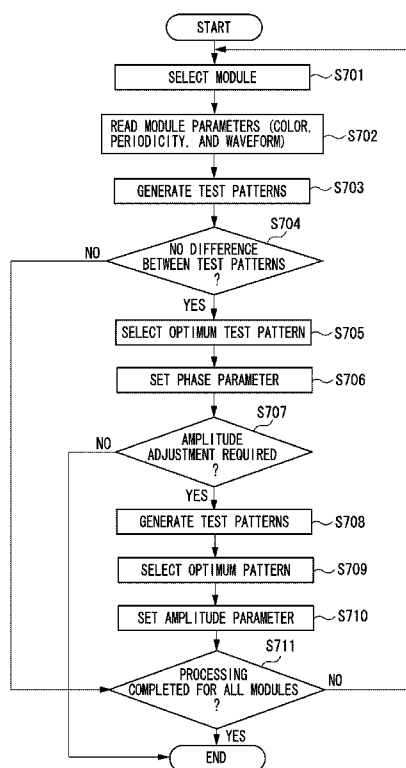 START
SELECT MODULE
S701
READ MODULE PARAMETERS (COLOR,
PERIODICITY, AND WAVEFORM)
S702
GENERATE TEST PATTERNS
S703
S704
NO DIFFERENCE
BETWEEN TEST PATTERNS
?
NO
YES
SELECT OPTIMUM TEST PATTERN
S705
SET PHASE PARAMETER
S706
S707
AMPLITUDE
ADJUSTMENT REQUIRED
?
NO
YES
GENERATE TEST PATTERNS
S708
SELECT OPTIMUM PATTERN
S709
SET AMPLITUDE PARAMETER
S710
S711
PROCESSING
COMPLETED FOR ALL MODULES
?
NO
YES
END